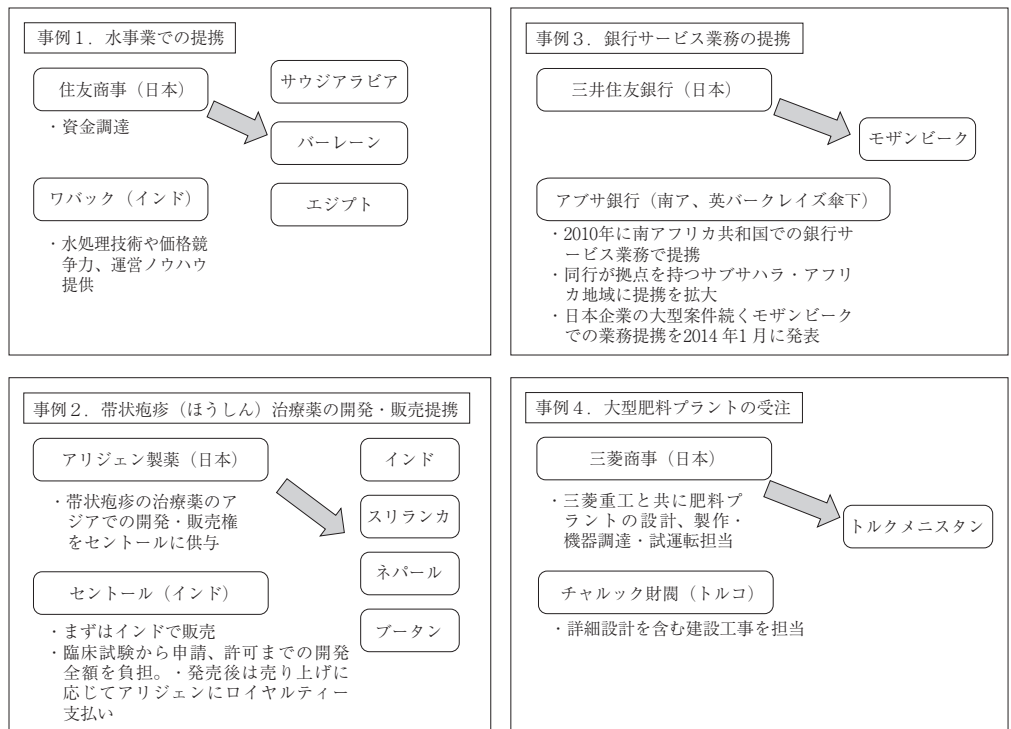 事例1．水事業での提携
住友商事（日本）
・資金調達
ワバック（インド）
・水処理技術や価格競
争力、運営ノウハウ
提供
サウジアラビア
バーレーン
エジプト
事例3．銀行サービス業務の提携
三井住友銀行（日本）
モザンビーク
アブサ銀行（南ア、英バークレイズ傘下）
・2010年に南アフリカ共和国での銀行サ
ービス業務で提携
・同行が拠点を持つサブサハラ・アフリ
カ地域に提携を拡大
・日本企業の大型案件続くモザンビーク
での業務提携を2014年1月に発表
事例2．帯状疱疹（ほうしん）治療薬の開発・販売提携
アリジェン製薬（日本）
・帯状疱疹の治療薬のア
ジアでの開発・販売権
をセントールに供与
セントール（インド）
・まずはインドで販売
・臨床試験から申請、許可までの開発
全額を負担。・発売後は売り上げに
応じてアリジェンにロイヤルティー
支払い
インド
スリランカ
ネパール
ブータン
事例4．大型肥料プラントの受注
三菱商事（日本）
・三菱重工と共に肥料プ
ラントの設計、製作・
機器調達・試運転担当
トルクメニスタン
チャルック財閥（トルコ）
・詳細設計を含む建設工事を担当